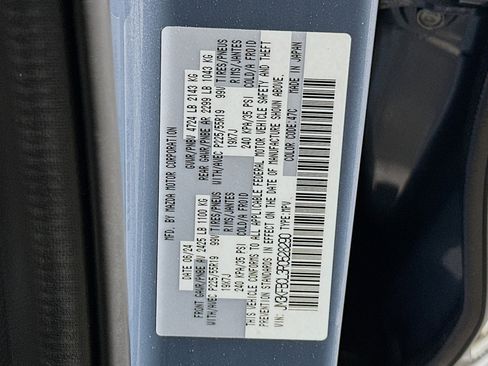 MFD. BY MAZDA MOTOR CORPORATION
DATE 06/24 GVWR/PNBV 4724 LB 2143 KG
FRONT GAWR/PNBE AV 2425 LB 1100 KG REAR GAWR/PNBE AR 2299 LB 1043 KG
WITH/AVEC P225/55R19 99V TIRES/PNEUS WITH/AVEC P225/55R19 99V TIRES/PNEUS
19X7J RIMS/JANTES 19X7J RIMS/JANTES
240 KPA/35 PSI COLD/A FROID 240 KPA/35 PSI COLD/A FROID
THIS VEHICLE CONFORMS TO ALL APPLICABLE FEDERAL MOTOR VEHICLE SAFETY AND THEFT
PREVENTION STANDARDS IN EFFECT ON THE DATE OF MANUFACTURE SHOWN ABOVE.
COLOR CODE:47C
TYPE:MPV MADE IN JAPAN